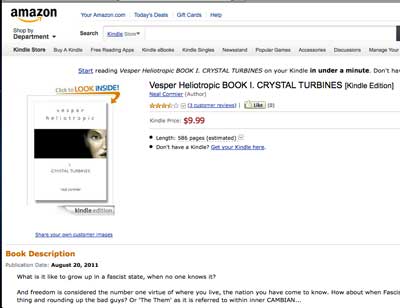 amazon
Your Amazon.com Today's Deals Gift Cards Help
Shop by
Department
Search Kindle Store
Kindle Store Buy A Kindle Free Reading Apps Kindle eBooks Kindle Singles Newsstand Popular Games Accessories Discussions Manage Your
Start reading Vesper Heliotropic BOOK I. CRYSTAL TURBINES on your Kindle in under a minute. Don't hav
Click to LOOK INSIDE!
vesper
heliotropic
I
CRYSTAL TURBINES
neal cormier
kindle edition
Share your own customer images
Vesper Heliotropic BOOK I. CRYSTAL TURBINES [Kindle Edition]
Neal Cormier (Author)
(3 customer reviews) Like (0)
Kindle Price: $9.99
Length: 586 pages (estimated)
Don't have a Kindle? Get your Kindle here.
Book Description
Publication Date: August 20, 2011
What is it like to grow up in a fascist state, when no one knows it?
And freedom is considered the number one virtue of where you live, the nation you have come to know. How about when Fasc
thing and rounding up the bad guys? Or 'The Them' as it is referred to within inner CAMBIAN...